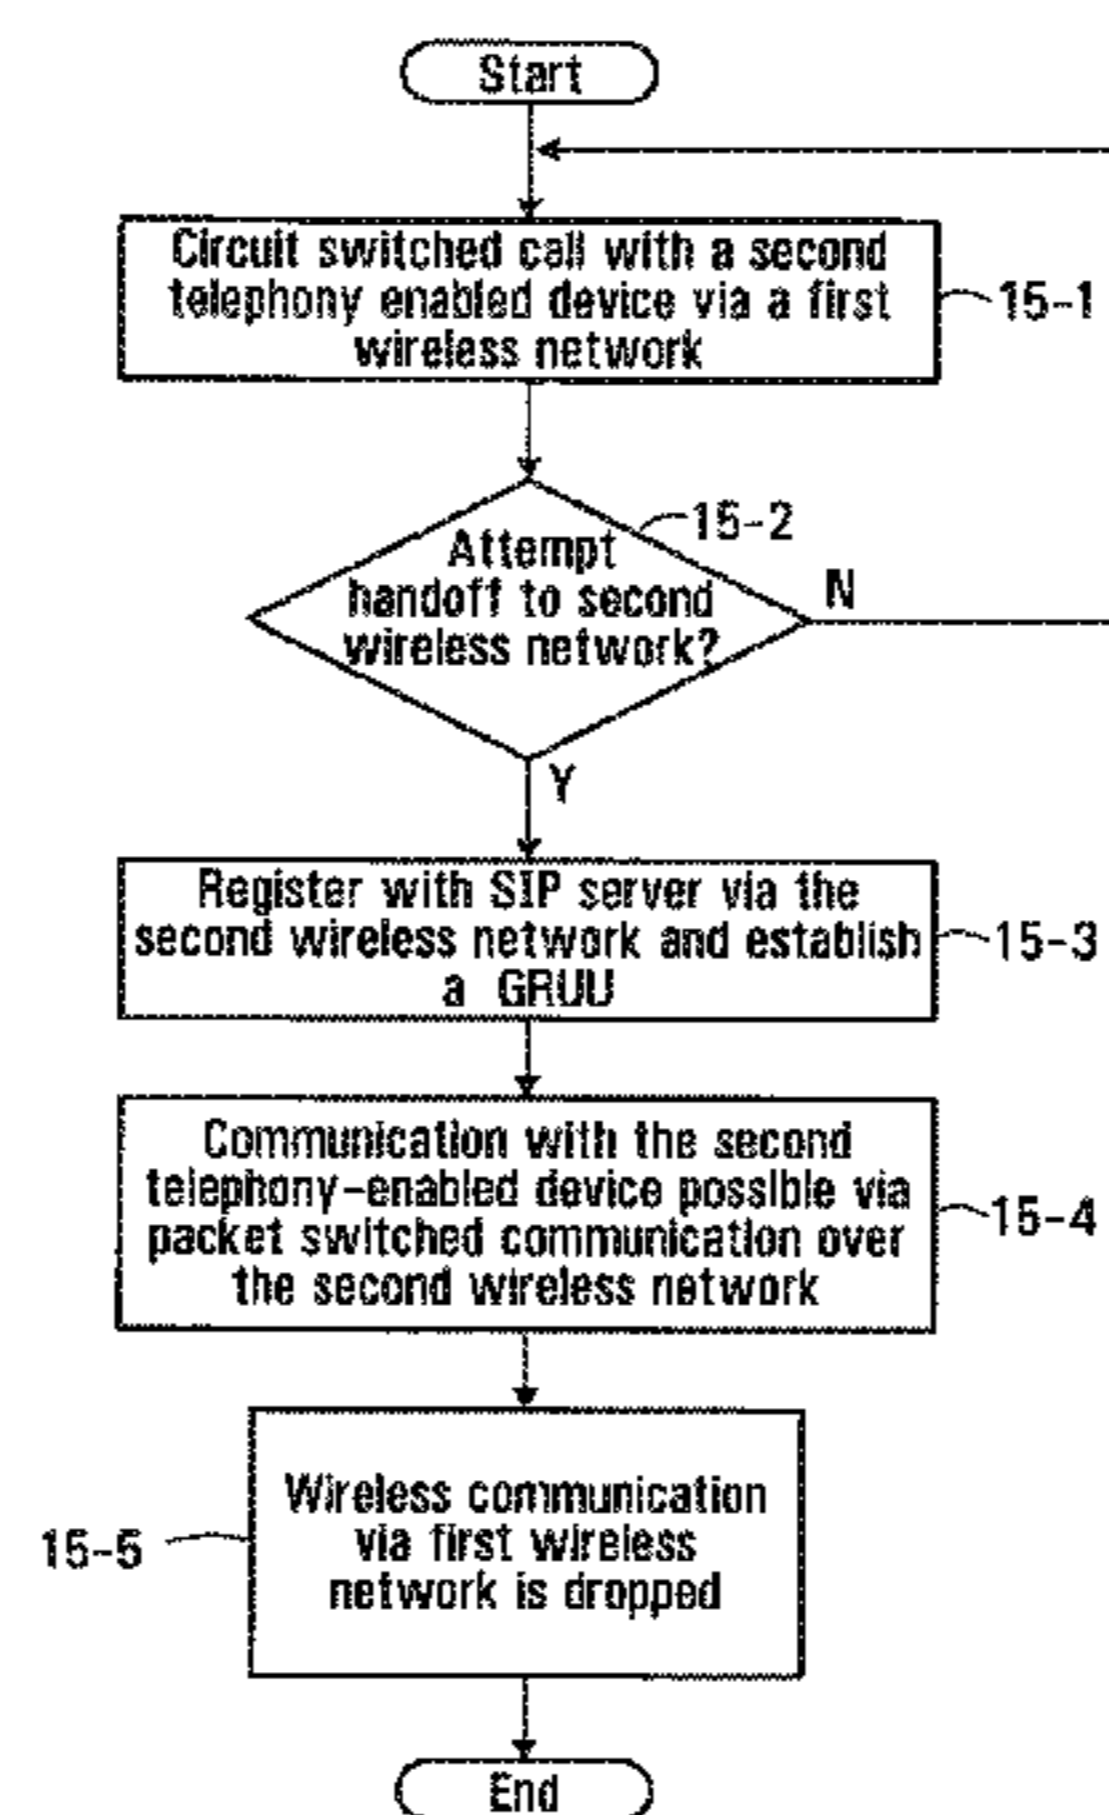 Start
Circuit switched call with a second
telephony enabled device via a first
wireless network
15-1
15-2
Attempt
handoff to second
wireless network?
N
Y
Register with SIP server via the
second wireless network and establish
a GRUU
15-3
Communication with the second
telephony-enabled device possible via
packet switched communication over
the second wireless network
15-4
Wireless communication
via first wireless
network is dropped
15-5
End